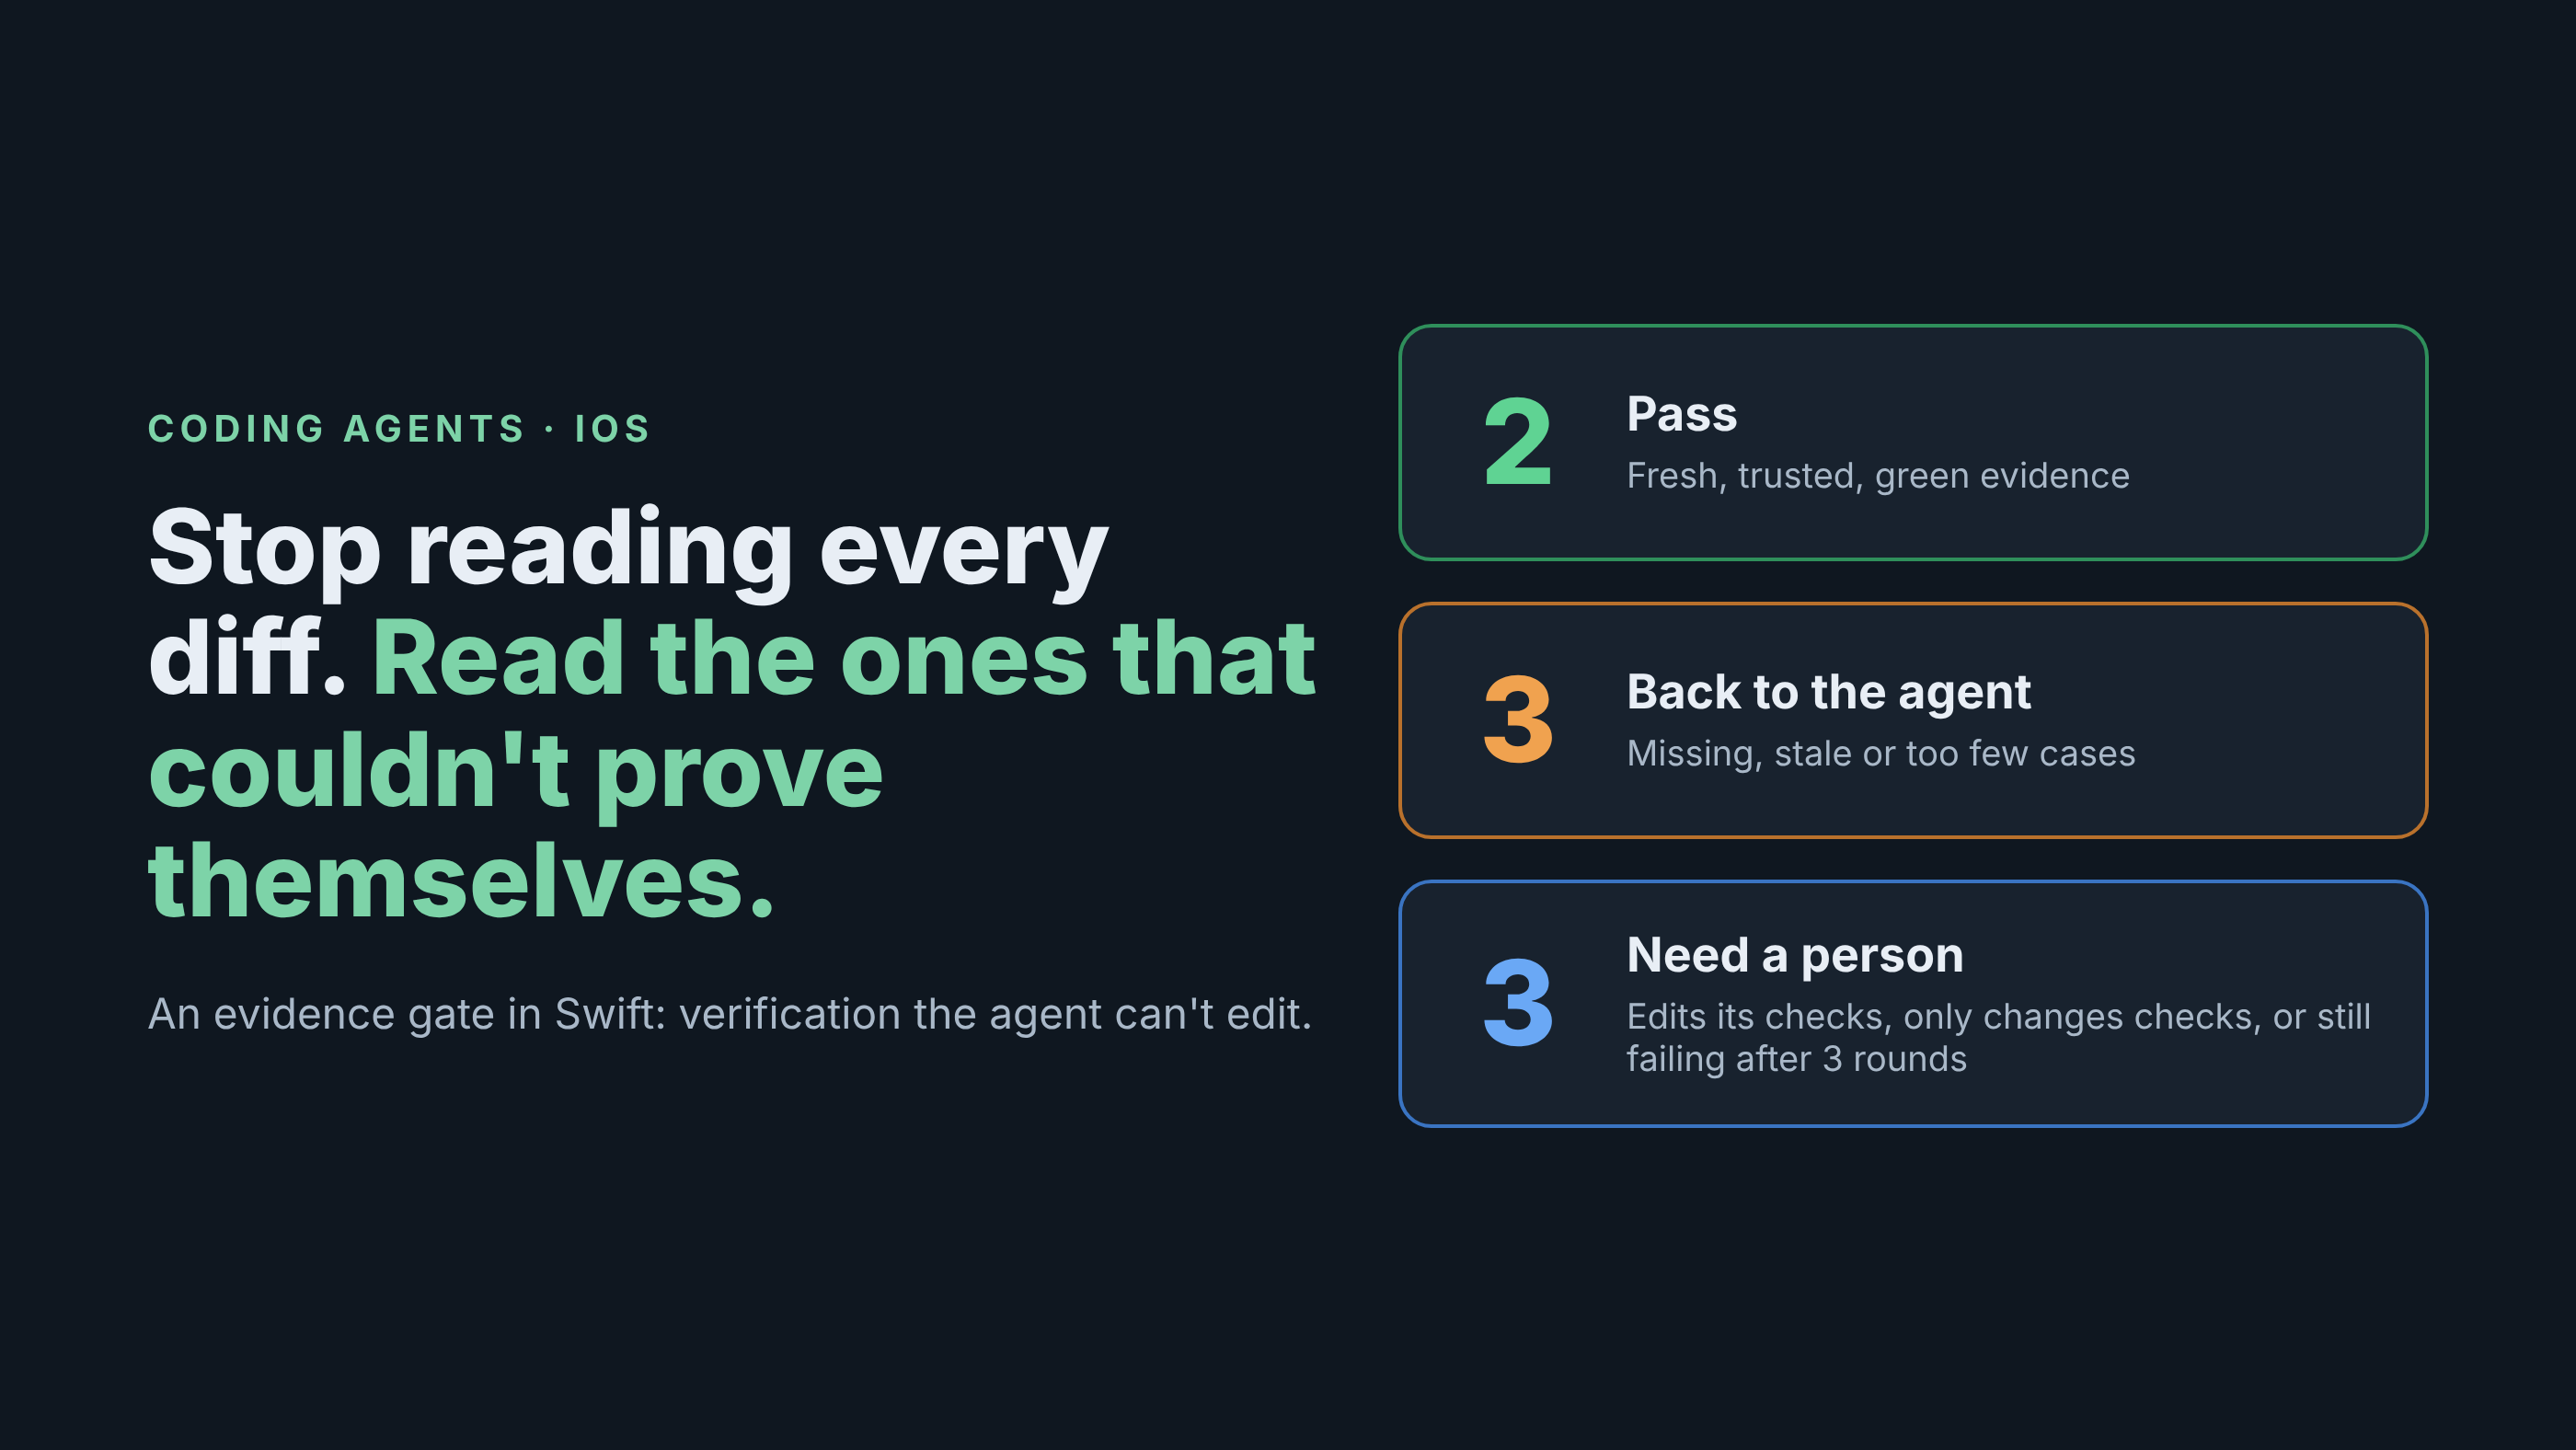 CODING AGENTS · IOS
Stop reading every
diff. Read the ones that
couldn't prove
themselves.
An evidence gate in Swift: verification the agent can't edit.
2
Pass
Fresh, trusted, green evidence
3
Back to the agent
Missing, stale or too few cases
3
Need a person
Edits its checks, only changes checks, or still
failing after 3 rounds